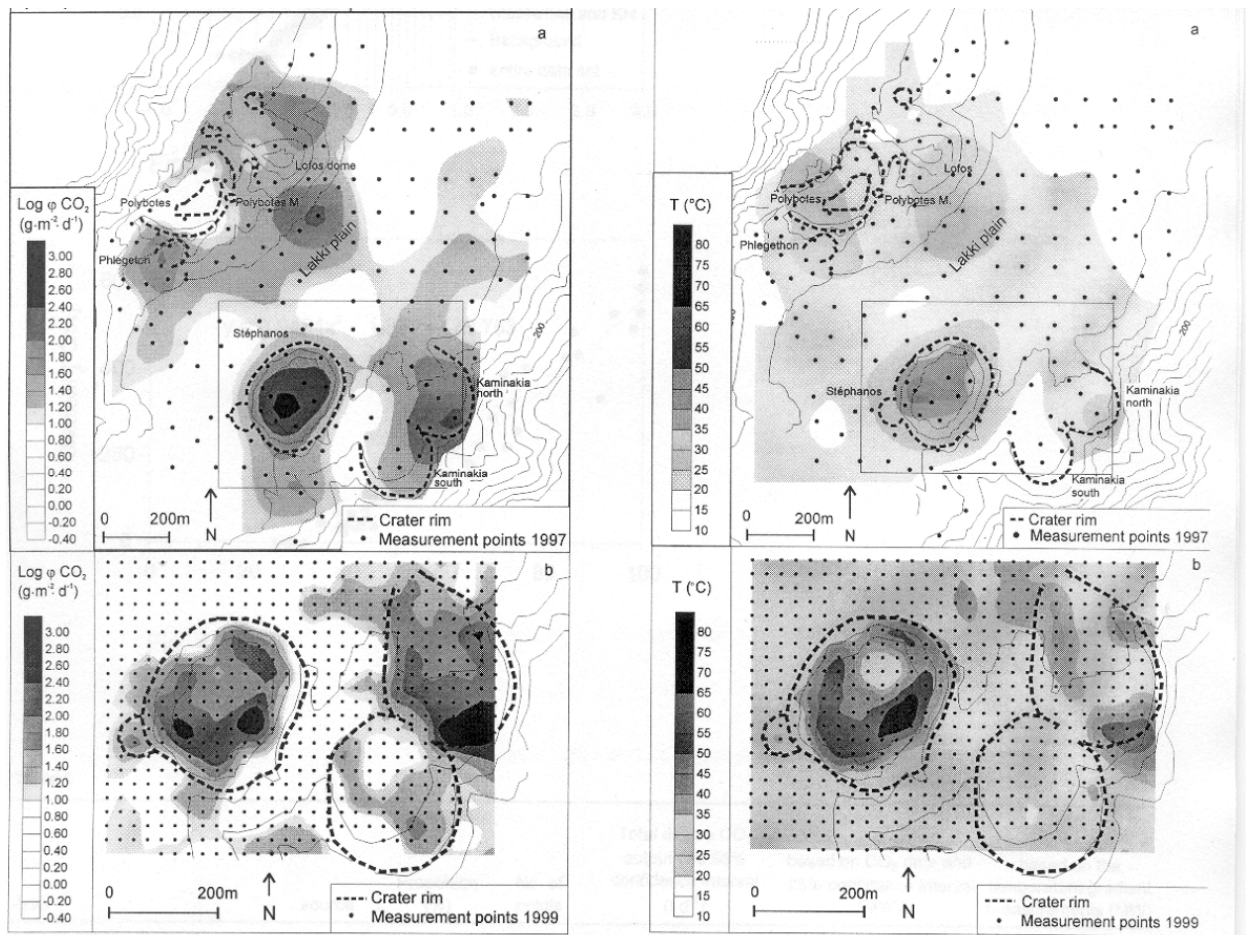 a
Lofos dome
Polybotes
Polybotes M.
Phlegeton
Lakki plain
Stéphanos
200
Kaminakia
north
Kaminakia
south
Log φ CO₂
(g·m⁻² d⁻¹)
3.00
2.80
2.60
2.40
2.20
2.00
1.80
1.60
1.40
1.20
1.00
0.80
0.60
0.40
0.20
0.00
-0.20
-0.40
0 200m
N
Crater rim
Measurement points 1997
a
Lofos
Polybotes
Polybotes M.
Phlegethon
Lakki plain
Stéphanos
200
Kaminakia
north
Kaminakia
south
T (°C)
80
75
70
65
60
55
50
45
40
35
30
25
20
15
10
0 200m
N
Crater rim
Measurement points 1997
b
Log φ CO₂
(g·m⁻² d⁻¹)
3.00
2.80
2.60
2.40
2.20
2.00
1.80
1.60
1.40
1.20
1.00
0.80
0.60
0.40
0.20
0.00
-0.20
-0.40
0 200m
N
Crater rim
Measurement points 1999
b
T (°C)
80
75
70
65
60
55
50
45
40
35
30
25
20
15
10
0 200m
N
Crater rim
Measurement points 1999